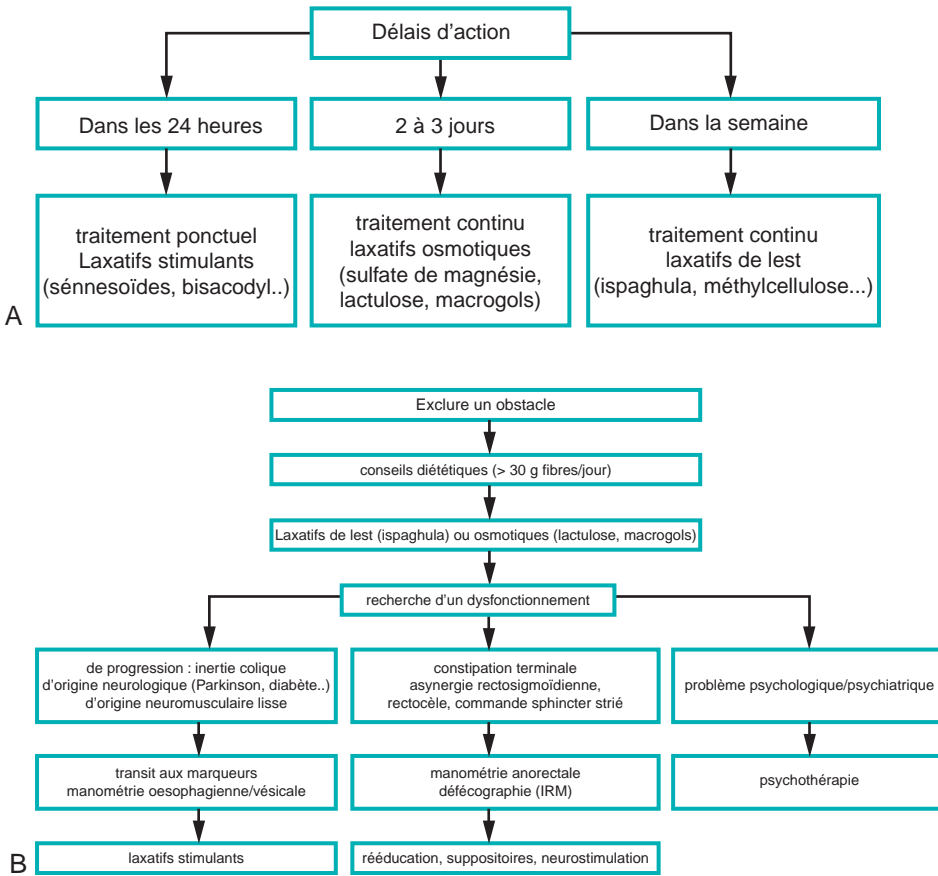 Délais d'action
Dans les 24 heures
2 à 3 jours
Dans la semaine
traitement ponctuel
Laxatifs stimulants
(sénnesoïdes, bisacodyl..)
traitement continu
laxatifs osmotiques
(sulfate de magnésie,
lactulose, macrogols)
traitement continu
laxatifs de lest
(ispaghula, méthylcellulose...)
A
Exclure un obstacle
conseils diététiques (> 30 g fibres/jour)
Laxatifs de lest (ispaghula) ou osmotiques (lactulose, macrogols)
recherche d'un dysfonctionnement
de progression : inertie colique
d'origine neurologique (Parkinson, diabète..)
d'origine neuromusculaire lisse
constipation terminale
asynergie rectosigmoïdienne,
rectocèle, commande sphincter strié
problème psychologique/psychiatrique
transit aux marqueurs
manométrie oesophagienne/vésicale
manométrie anorectale
défécographie (IRM)
psychothérapie
laxatifs stimulants
rééducation, suppositoires, neurostimulation
B